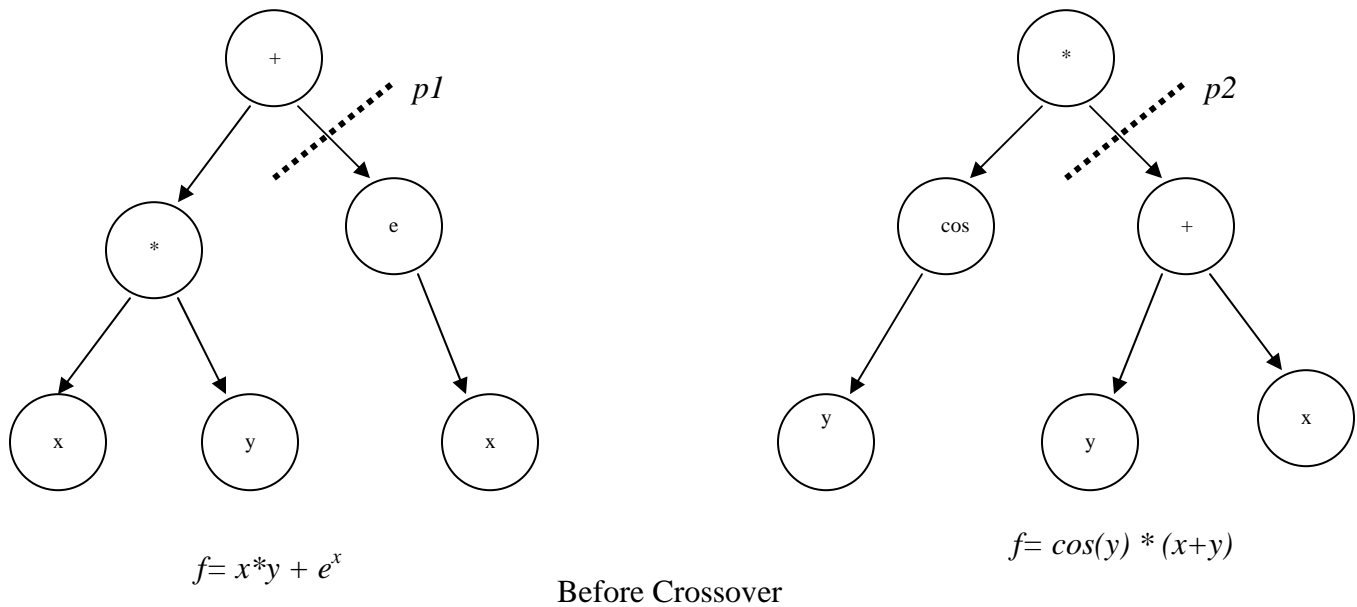 +
*
p1
p2
*
e
cos
+
x
y
x
y
y
x
f= x*y + e^x
f= cos(y) * (x+y)
Before Crossover